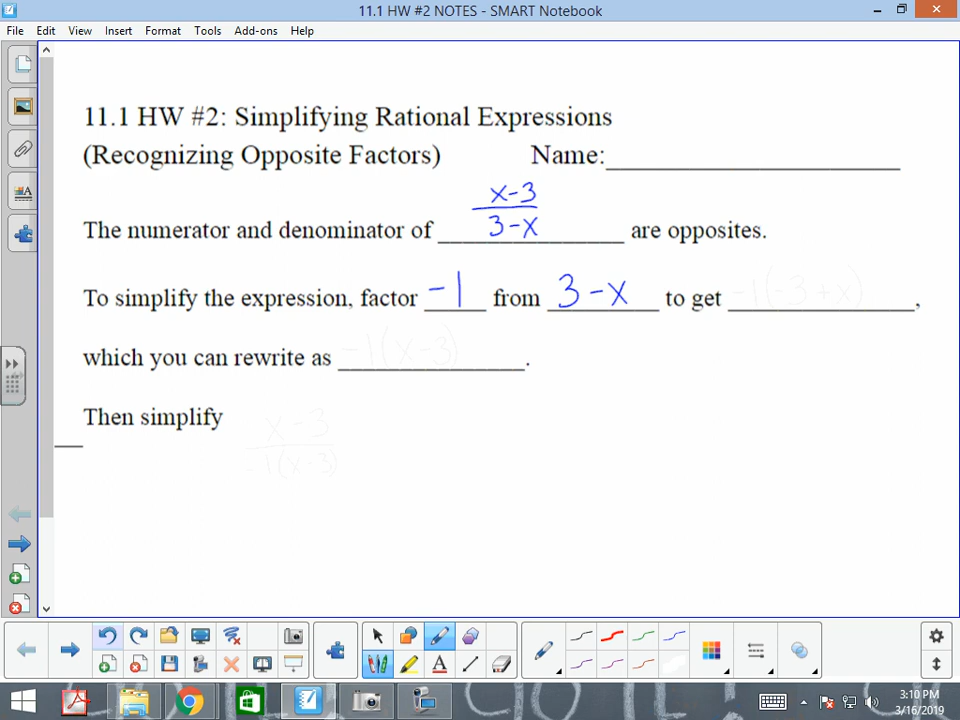 11.1 HW #2 NOTES - SMART Notebook
File Edit View Insert Format Tools Add-ons Help
11.1 HW #2: Simplifying Rational Expressions
(Recognizing Opposite Factors) Name:
x-3
3-x
The numerator and denominator of are opposites.
To simplify the expression, factor -1 from 3-x to get -1(-3+x),
which you can rewrite as -1(x-3).
Then simplify
x-3
-1(x-3)
3:10 PM
3/16/2019